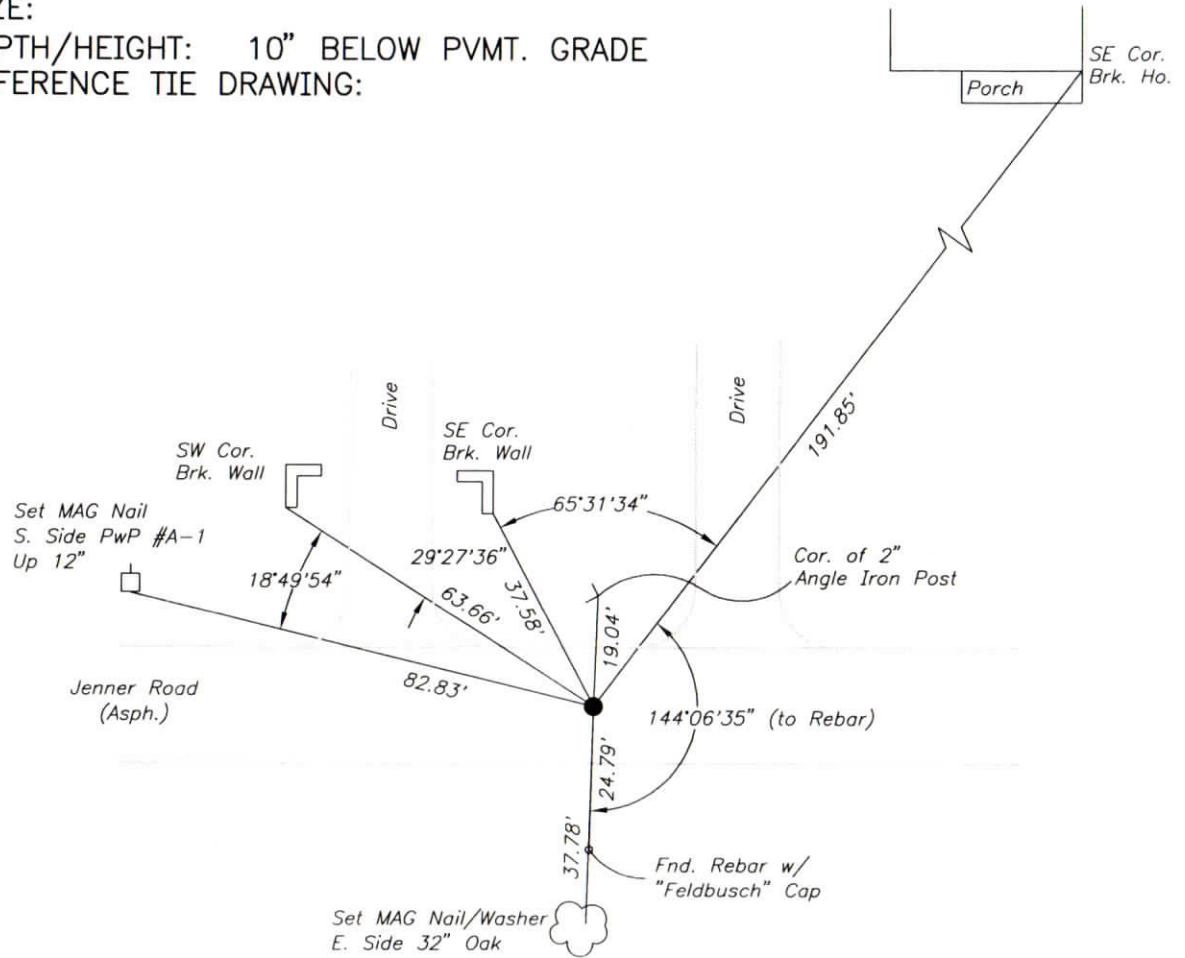 ZE:
PTH/HEIGHT: 10" BELOW PVMT. GRADE
FERENCE TIE DRAWING:
SE Cor.
Brk. Ho.
Porch
Drive
Drive
191.85'
SE Cor.
Brk. Wall
SW Cor.
Brk. Wall
65°31'34"
Set MAG Nail
S. Side PwP #A-1
Up 12"
29°27'36"
18°49'54"
63.66'
37.58'
Cor. of 2"
Angle Iron Post
19.04'
82.83'
Jenner Road
(Asph.)
144°06'35" (to Rebar)
24.79'
37.78'
Fnd. Rebar w/
"Feldbusch" Cap
Set MAG Nail/Washer
E. Side 32" Oak